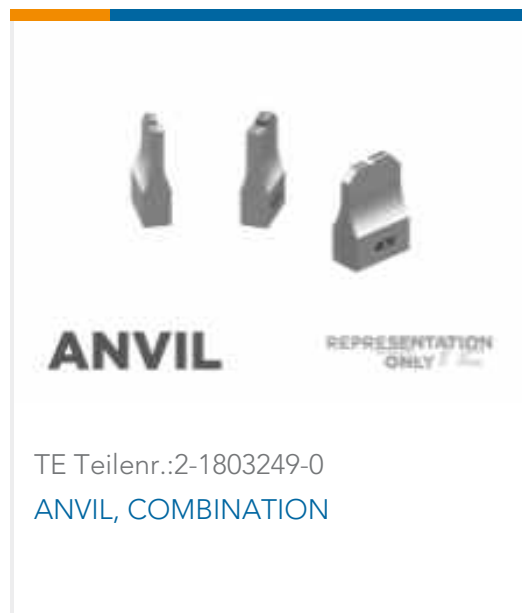 ANVIL
REPRESENTATION
ONLY
TE Teilenr.:2-1803249-0
ANVIL, COMBINATION